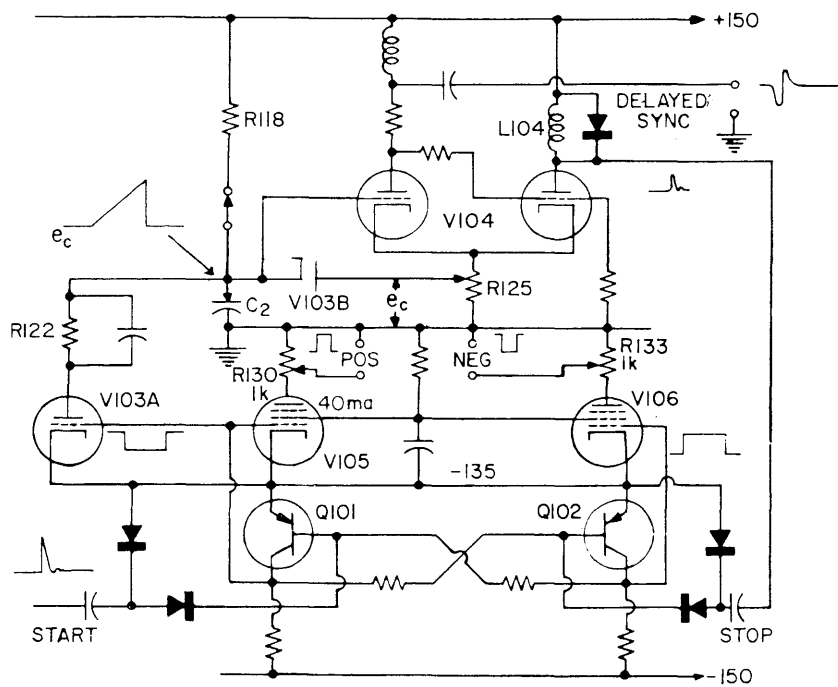 +150
DELAYED
SYNC
R118
L104
V104
e_c
V103B
e_c
R125
C2
R122
POS
NEG
R133
1k
R130
1k
V103A
40ma
V106
V105
-135
Q101
Q102
START
STOP
-150